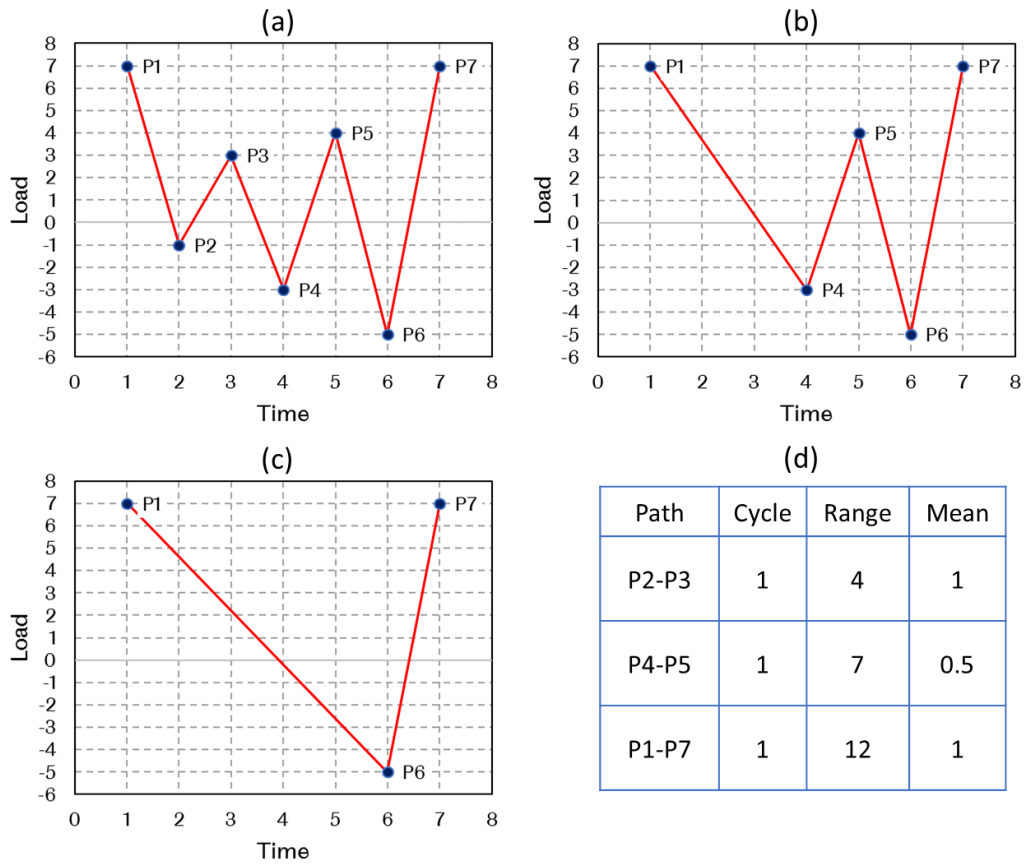 (a)
8
7
6
5
4
3
2
1
0
-1
-2
-3
-4
-5
-6
0 1 2 3 4 5 6 7 8
Load
Time
P1
P2
P3
P4
P5
P6
P7
(b)
8
7
6
5
4
3
2
1
0
-1
-2
-3
-4
-5
-6
0 1 2 3 4 5 6 7 8
Load
Time
P1
P4
P5
P6
P7
(c)
8
7
6
5
4
3
2
1
0
-1
-2
-3
-4
-5
-6
0 1 2 3 4 5 6 7 8
Load
Time
P1
P6
P7
(d)
Path Cycle Range Mean
P2-P3 1 4 1
P4-P5 1 7 0.5
P1-P7 1 12 1